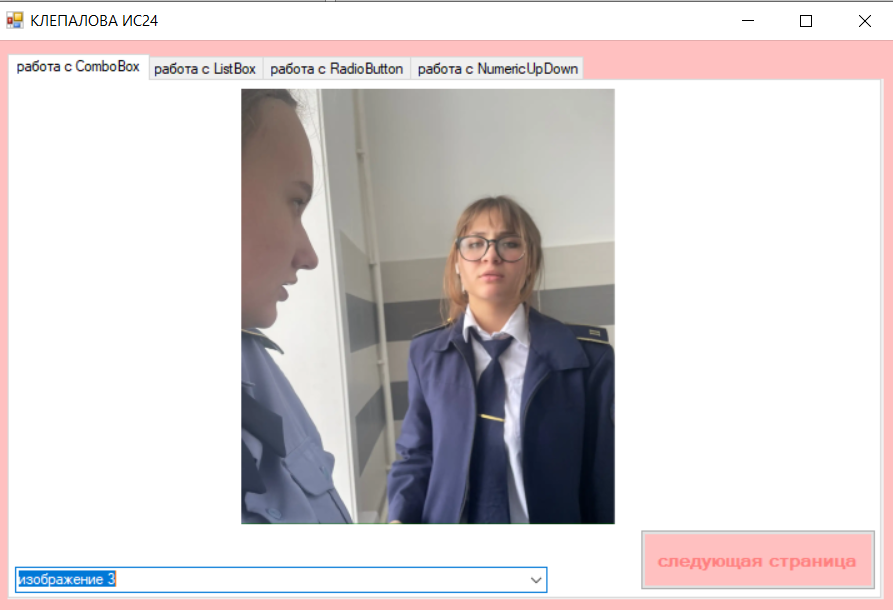 КЛЕПАЛОВА ИС24
работа с ComboBox работа с ListBox работа с RadioButton работа с NumericUpDown
следующая страница
изображение 3